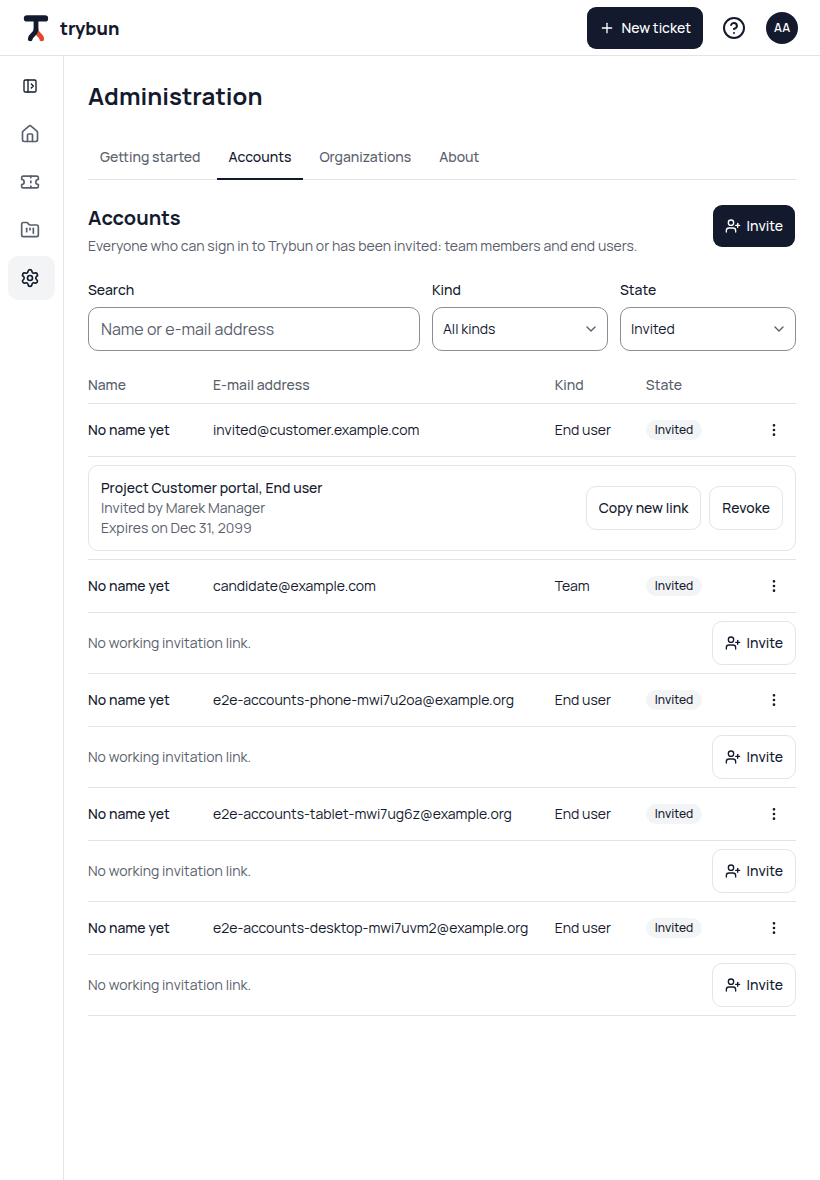 trybun
New ticket
AA
Administration
Getting started
Accounts
Organizations
About
Accounts
Everyone who can sign in to Trybun or has been invited: team members and end users.
Invite
Search
Kind
State
Name or e-mail address
All kinds
Invited
Name
E-mail address
Kind
State
No name yet
invited@customer.example.com
End user
Invited
Project Customer portal, End user
Invited by Marek Manager
Expires on Dec 31, 2099
Copy new link
Revoke
No name yet
candidate@example.com
Team
Invited
No working invitation link.
Invite
No name yet
e2e-accounts-phone-mwi7u2oa@example.org
End user
Invited
No working invitation link.
Invite
No name yet
e2e-accounts-tablet-mwi7ug6z@example.org
End user
Invited
No working invitation link.
Invite
No name yet
e2e-accounts-desktop-mwi7uvm2@example.org
End user
Invited
No working invitation link.
Invite